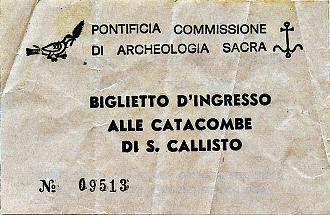 PONTIFICIA COMMISSIONE
DI ARCHEOLOGIA SACRA
BIGLIETTO D'INGRESSO
ALLE CATACOMBE
DI S. CALLISTO
№ 09513